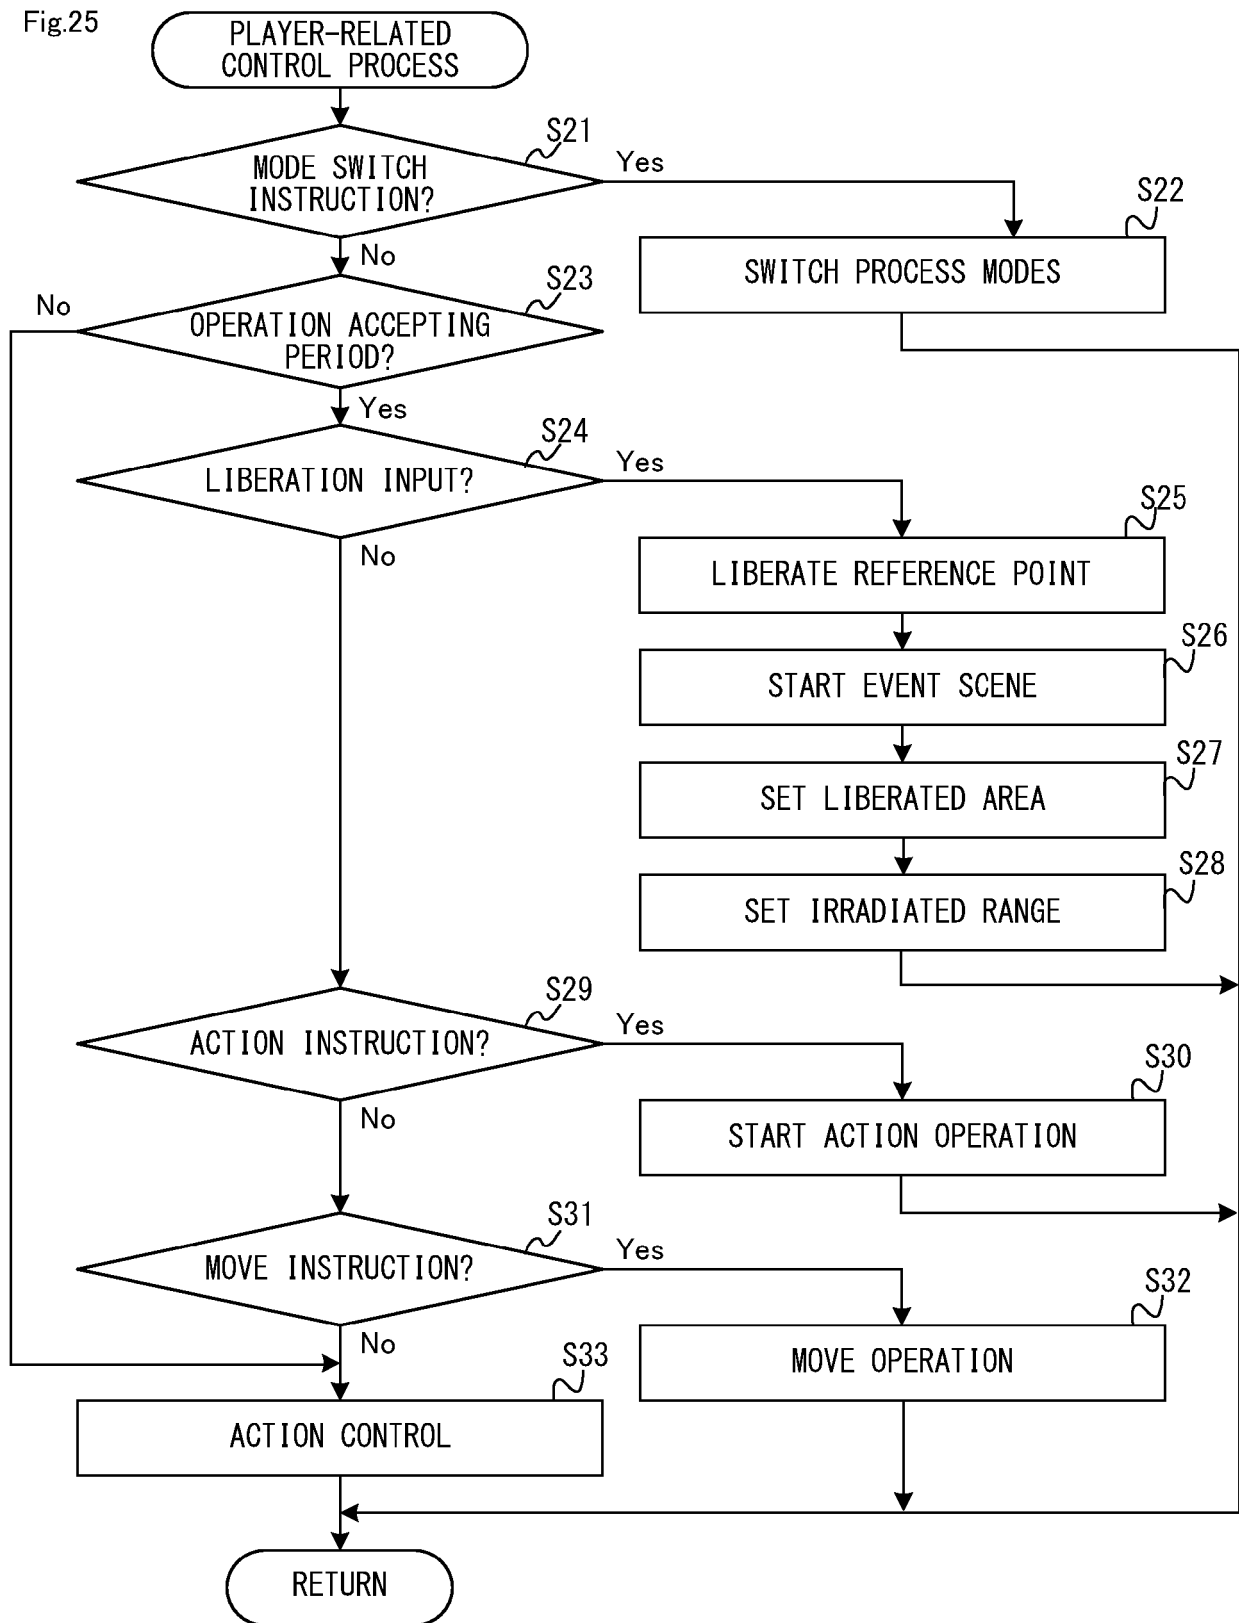 Fig.25
PLAYER-RELATED
CONTROL PROCESS
S21
MODE SWITCH
INSTRUCTION?
Yes
No
S22
SWITCH PROCESS MODES
S23
No
OPERATION ACCEPTING
PERIOD?
Yes
S24
LIBERATION INPUT?
Yes
No
S25
LIBERATE REFERENCE POINT
S26
START EVENT SCENE
S27
SET LIBERATED AREA
S28
SET IRRADIATED RANGE
S29
ACTION INSTRUCTION?
Yes
No
S30
START ACTION OPERATION
S31
MOVE INSTRUCTION?
Yes
No
S32
MOVE OPERATION
S33
ACTION CONTROL
RETURN